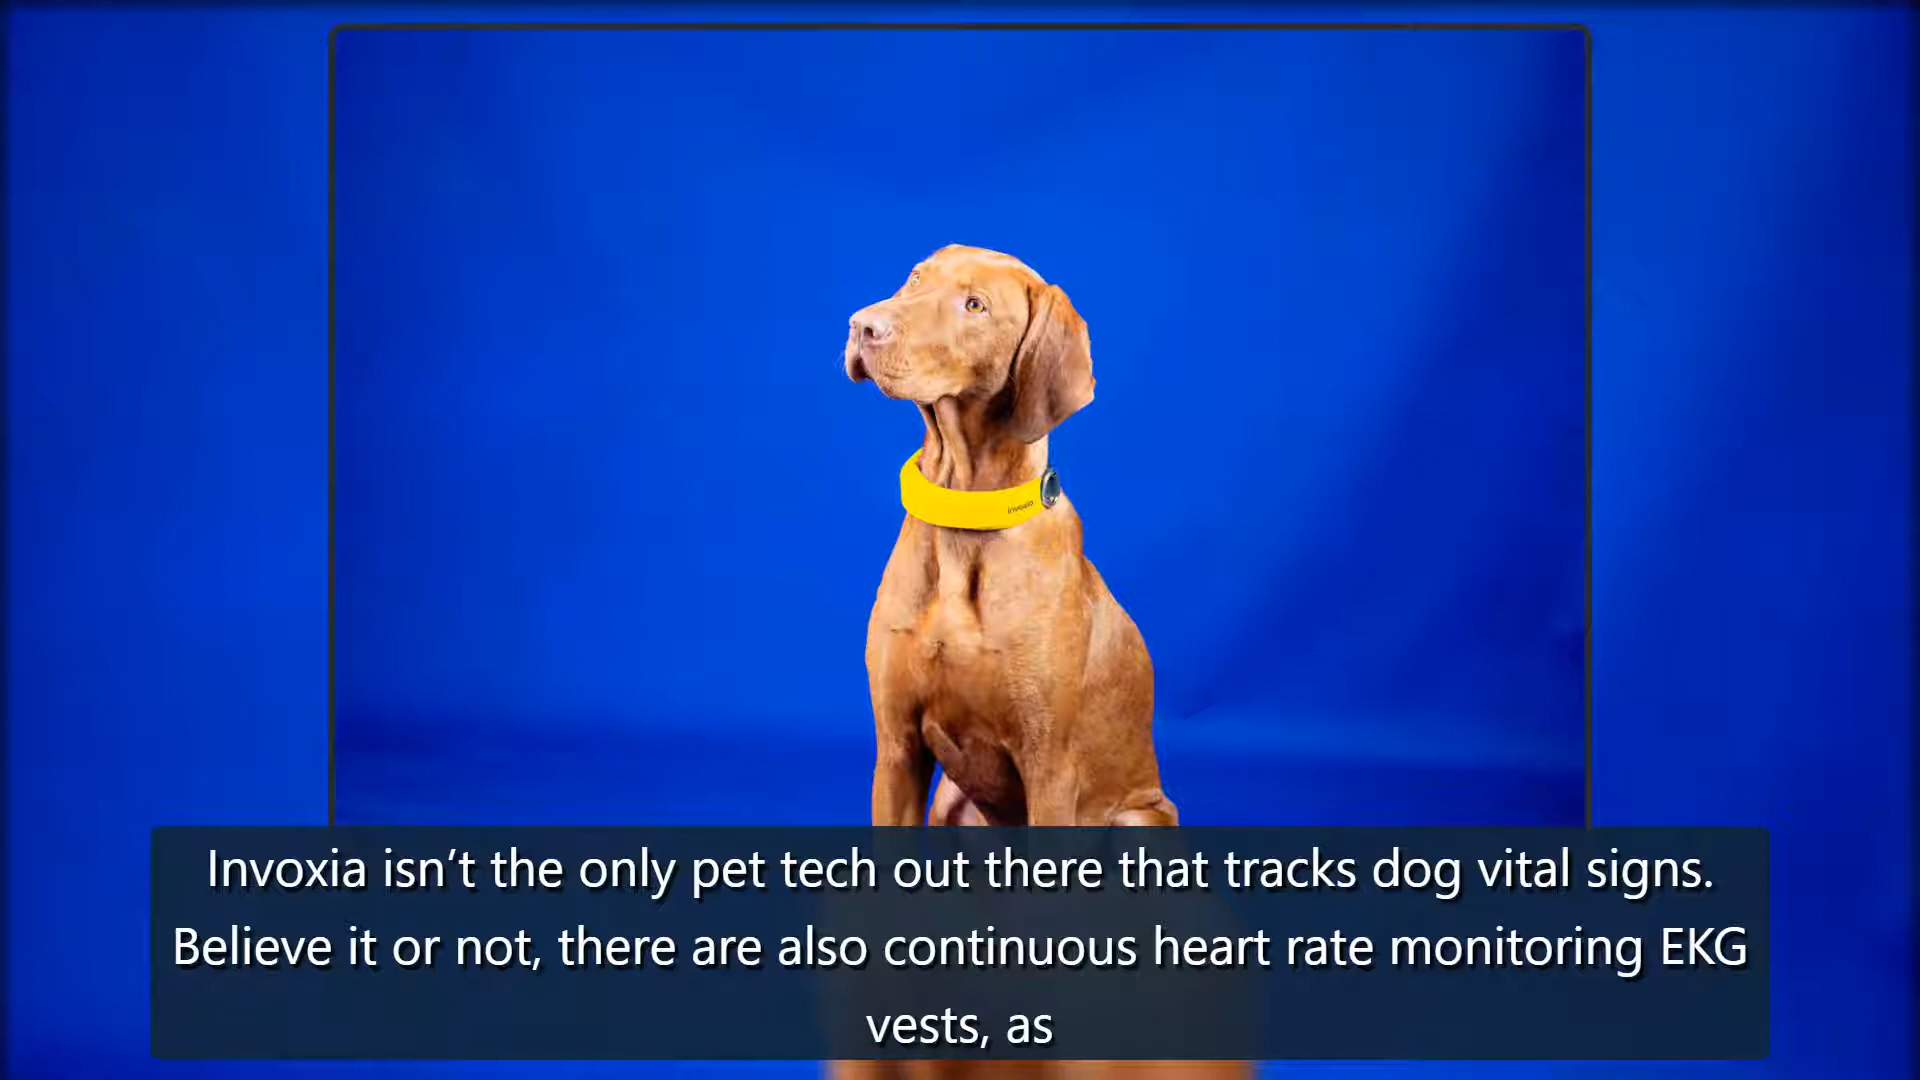 invoxia
Invoxia isn’t the only pet tech out there that tracks dog vital signs.
Believe it or not, there are also continuous heart rate monitoring EKG
vests, as